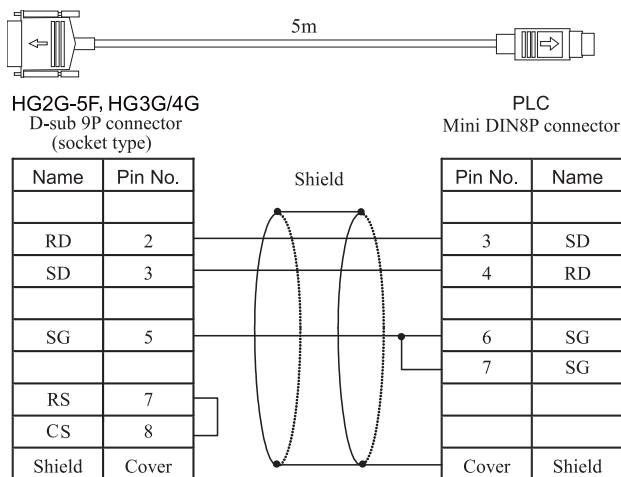 5m
HG2G-5F, HG3G/4G
D-sub 9P connector
(socket type)
PLC
Mini DIN8P connector
Name Pin No. Shield Pin No. Name
RD 2 3 SD
SD 3 4 RD
SG 5 6 SG
7 SG
RS 7
CS 8
Shield Cover Cover Shield